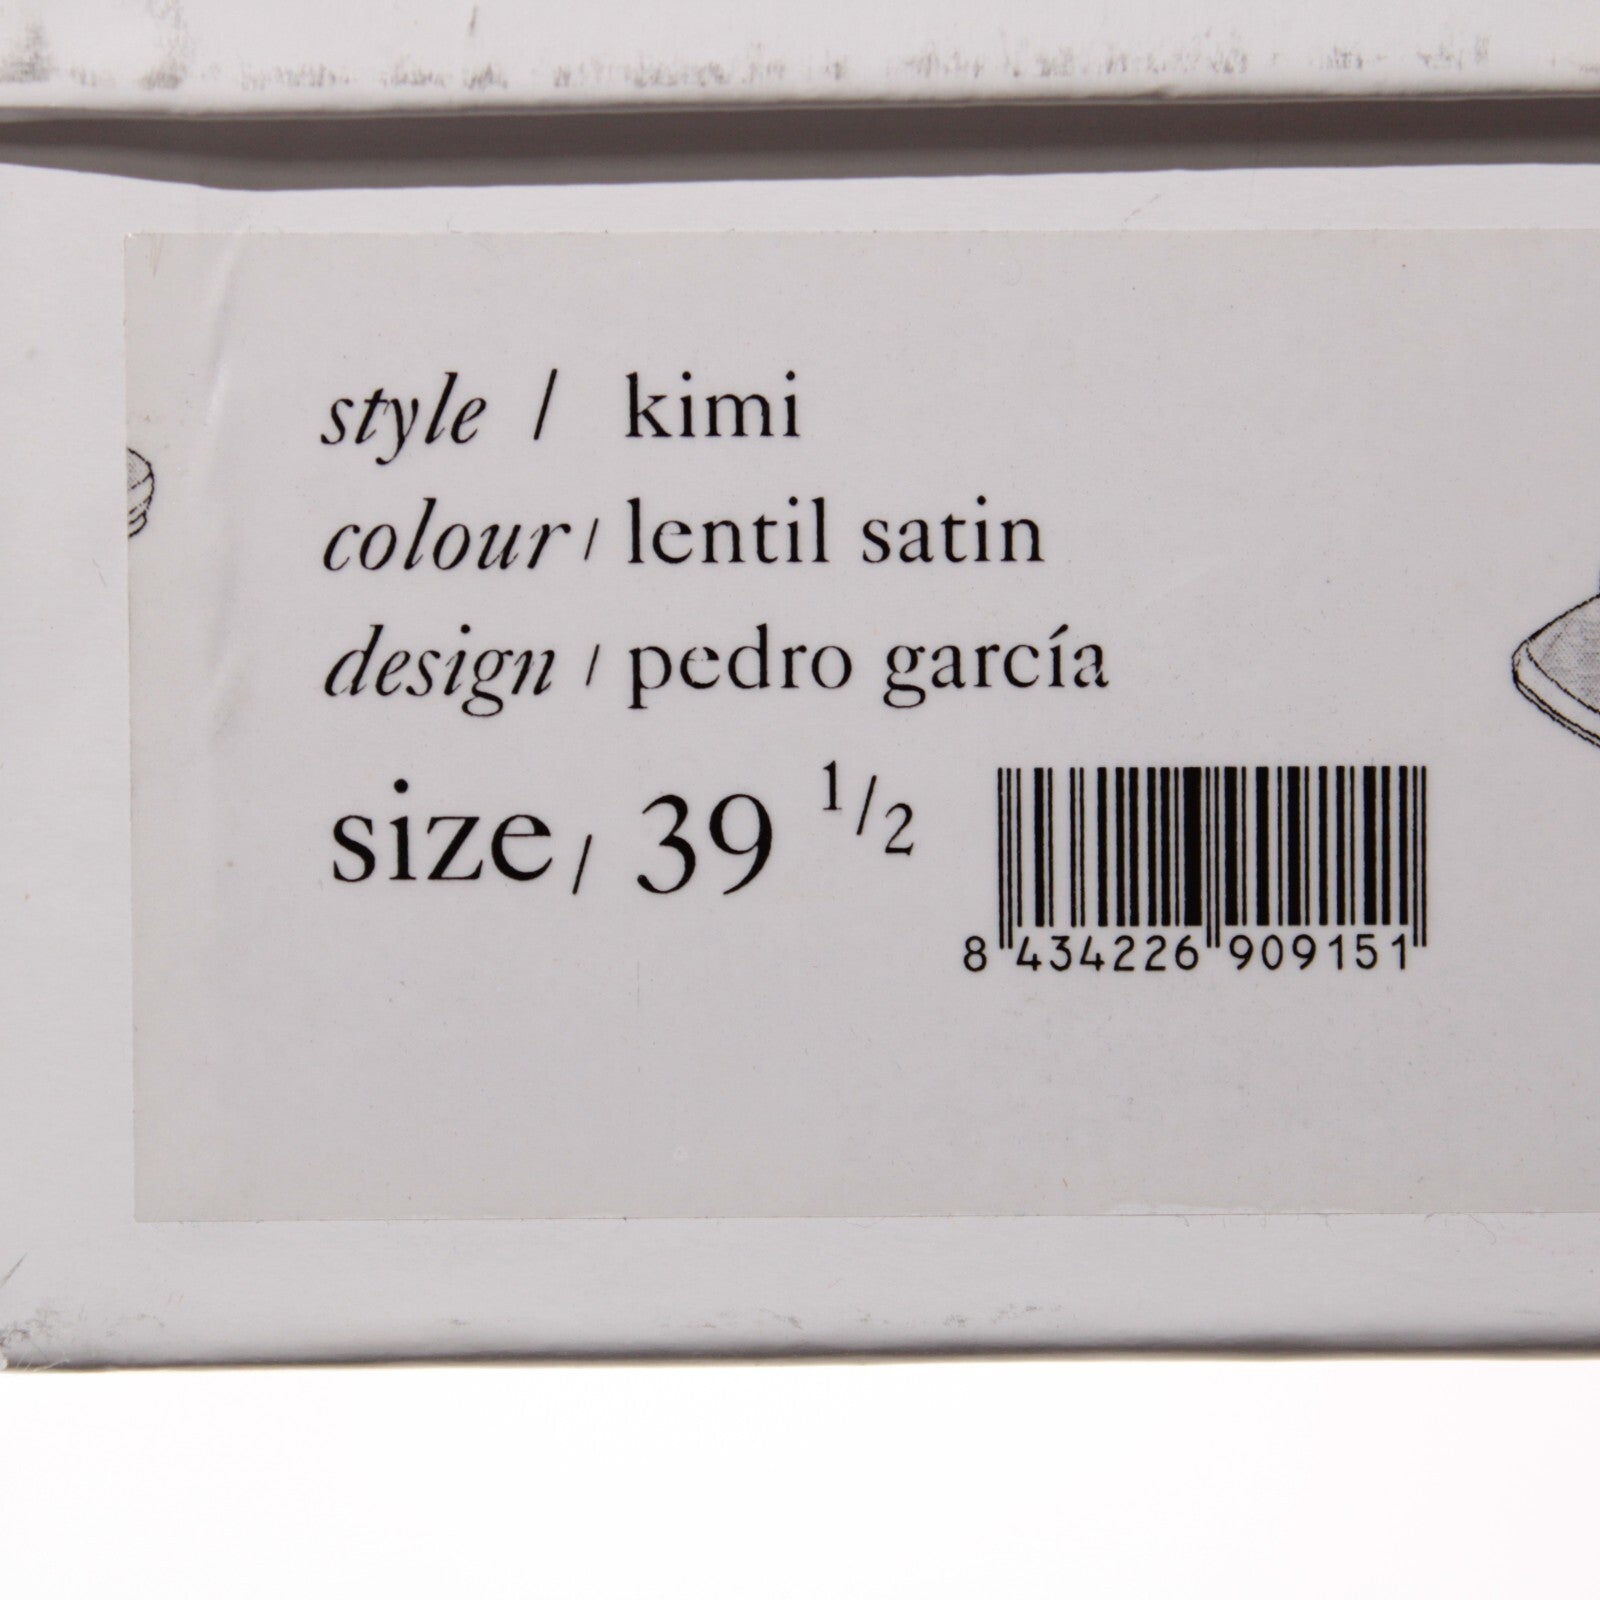 style / kimi
colour / lentil satin
design / pedro garcía
size / 39 1/2
8 434226 909151